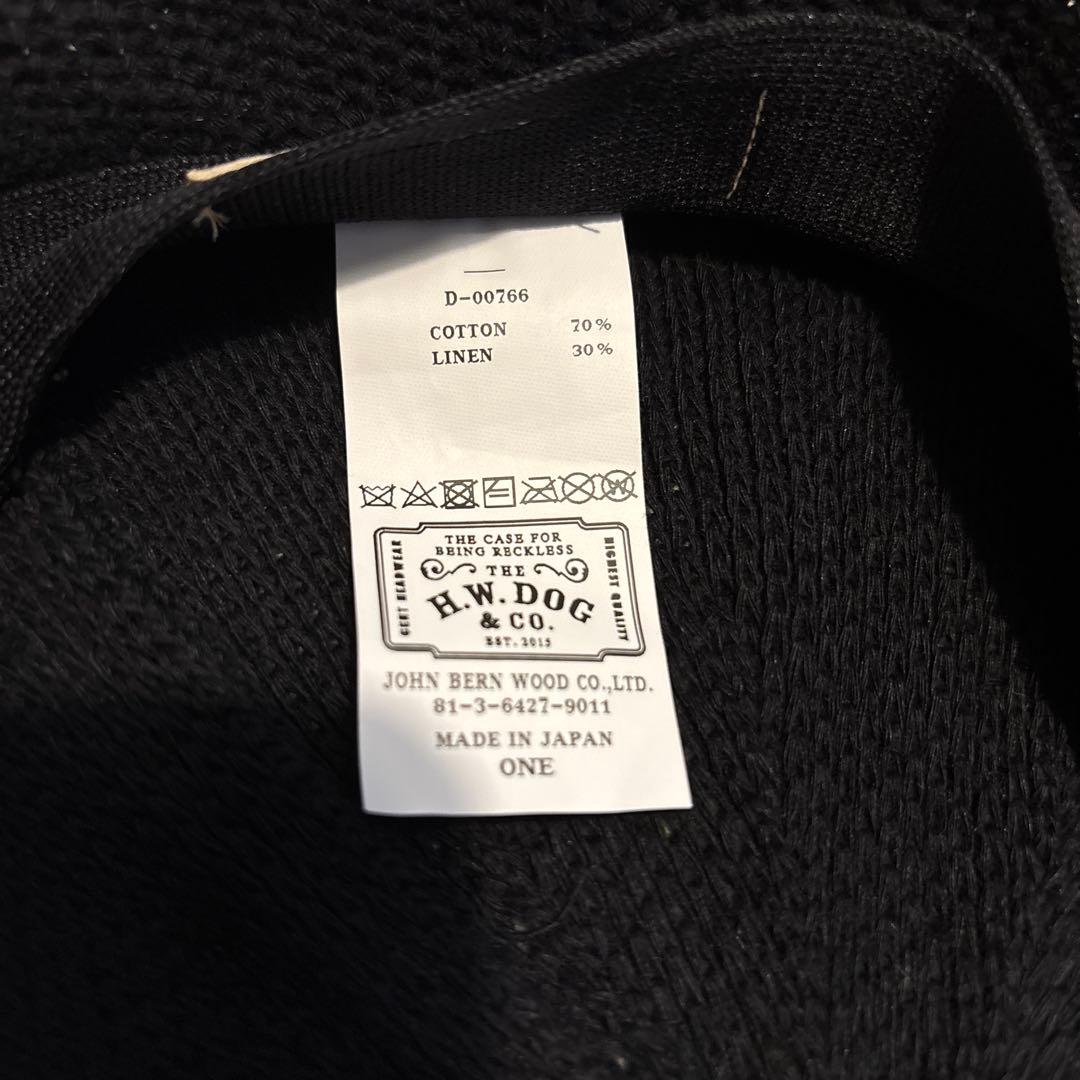 D-00766
COTTON 70%
LINEN 30%
THE CASE FOR
BEING RECKLESS
GENT HEADWEAR
HIGHEST QUALITY
THE
H.W. DOG
& CO.
EST. 2015
JOHN BERN WOOD CO.,LTD.
81-3-6427-9011
MADE IN JAPAN
ONE